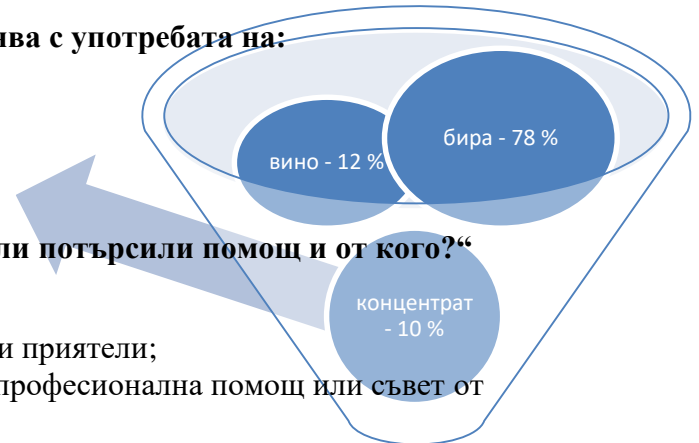 ва с употребата на:
бира - 78 %
вино - 12 %
ли потърсили помощ и от кого?“
концентрат
- 10 %
и приятели;
професионална помощ или съвет от